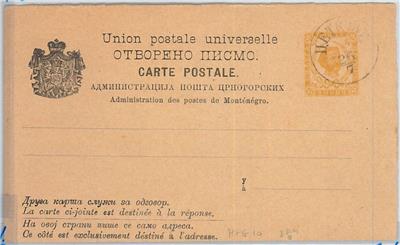 Union postale universelle
ОТВОРЕНО ПИСМО.
CARTE POSTALE.
АДМИНИСТРАЦИЈА ПОШТА ЦРНОГОРСКИХ
Administration des postes de Monténégro.
У
à
Друга карта служи за одговор.
La carte ci-jointe est destinée à la réponse.
На овој страни пише се само адреса.
Ce côté est exclusivement déstiné à l'adresse.